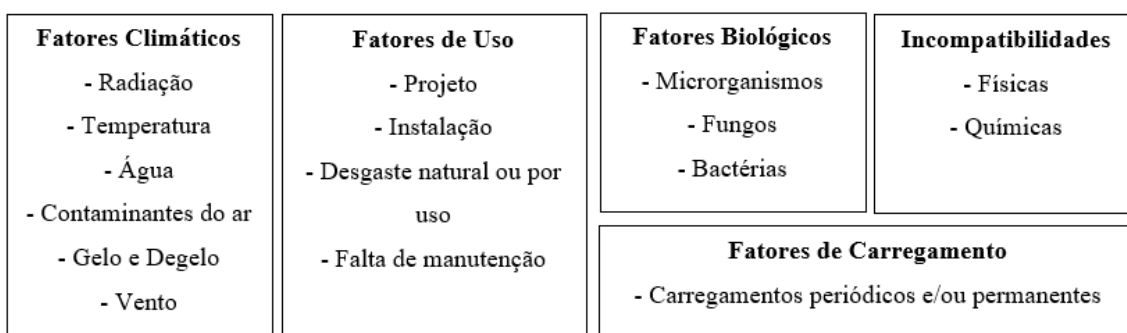 Fatores Climáticos
- Radiação
- Temperatura
- Água
- Contaminantes do ar
- Gelo e Degelo
- Vento
Fatores de Uso
- Projeto
- Instalação
- Desgaste natural ou por
uso
- Falta de manutenção
Fatores Biológicos
- Microrganismos
- Fungos
- Bactérias
Incompatibilidades
- Físicas
- Químicas
Fatores de Carregamento
- Carregamentos periódicos e/ou permanentes